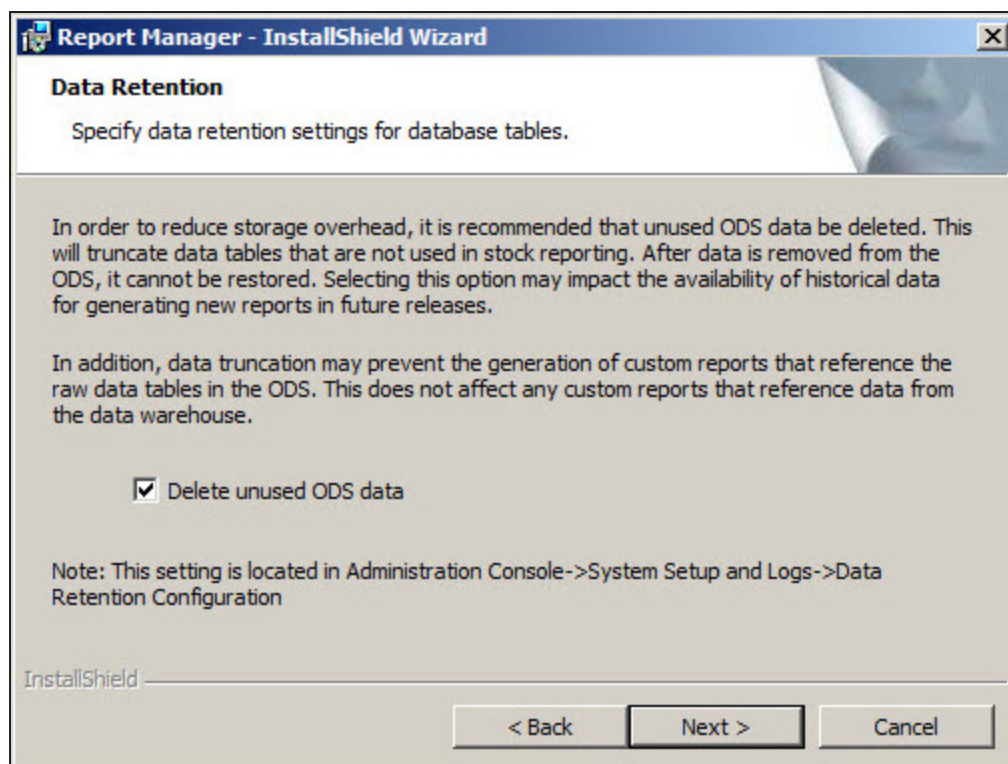 Report Manager - InstallShield Wizard
Data Retention
Specify data retention settings for database tables.
In order to reduce storage overhead, it is recommended that unused ODS data be deleted. This
will truncate data tables that are not used in stock reporting. After data is removed from the
ODS, it cannot be restored. Selecting this option may impact the availability of historical data
for generating new reports in future releases.
In addition, data truncation may prevent the generation of custom reports that reference the
raw data tables in the ODS. This does not affect any custom reports that reference data from
the data warehouse.
Delete unused ODS data
Note: This setting is located in Administration Console->System Setup and Logs->Data
Retention Configuration
InstallShield
< Back Next > Cancel